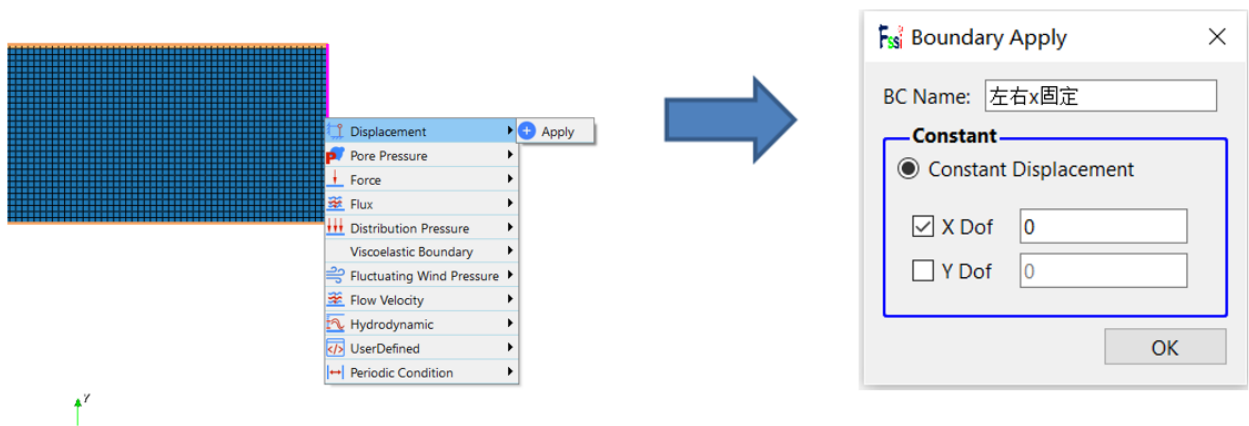 Displacement
Apply
Pore Pressure
Force
Flux
Distribution Pressure
Viscoelastic Boundary
Fluctuating Wind Pressure
Flow Velocity
Hydrodynamic
UserDefined
Periodic Condition
Y
Fssi Boundary Apply
BC Name: 左右x固定
Constant
Constant Displacement
X Dof 0
Y Dof 0
OK